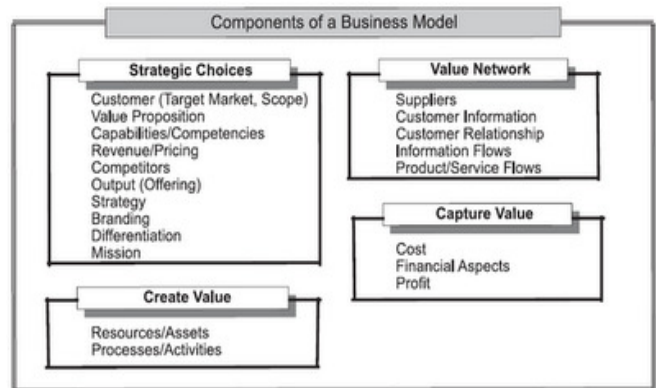 Components of a Business Model
Strategic Choices
Customer (Target Market, Scope)
Value Proposition
Capabilities/Competencies
Revenue/Pricing
Competitors
Output (Offering)
Strategy
Branding
Differentiation
Mission
Value Network
Suppliers
Customer Information
Customer Relationship
Information Flows
Product/Service Flows
Create Value
Resources/Assets
Processes/Activities
Capture Value
Cost
Financial Aspects
Profit